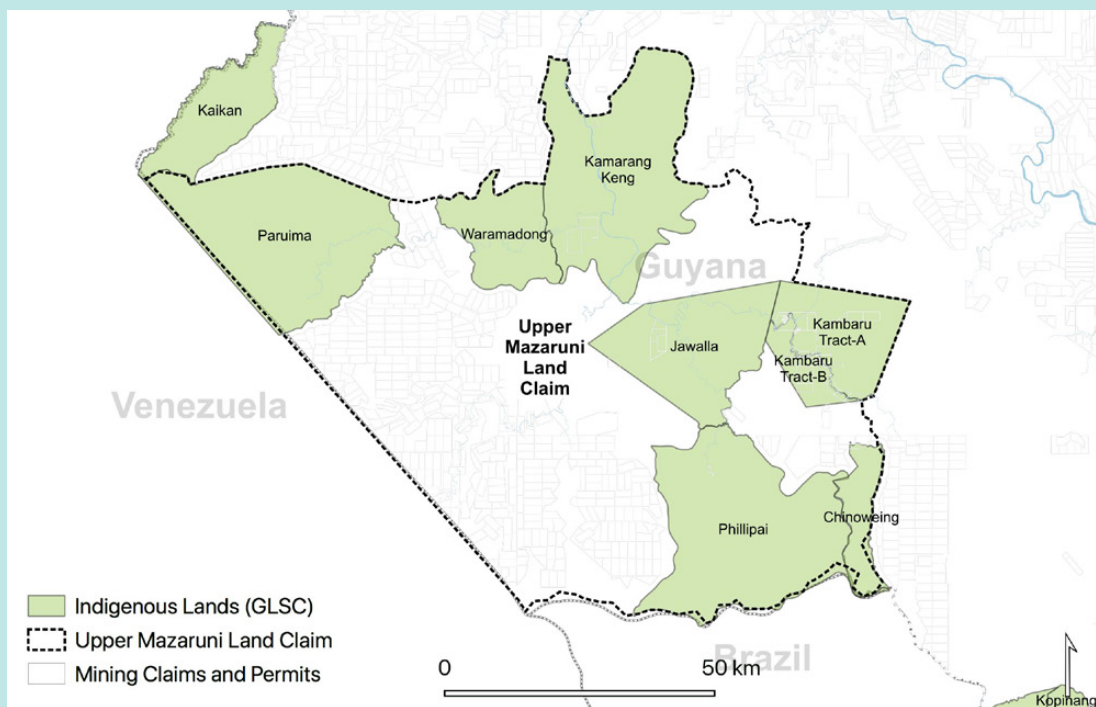 Kaikan
Kamarang
Keng
Paruima
Waramadong
Guyana
Kambaru
Tract-A
Upper
Mazaruni
Land
Claim
Jawalla
Kambaru
Tract-B
Venezuela
Phillipai
Chinoweing
Indigenous Lands (GLSC)
Upper Mazaruni Land Claim
Mining Claims and Permits
0
50 km
Brazil
Kopinang